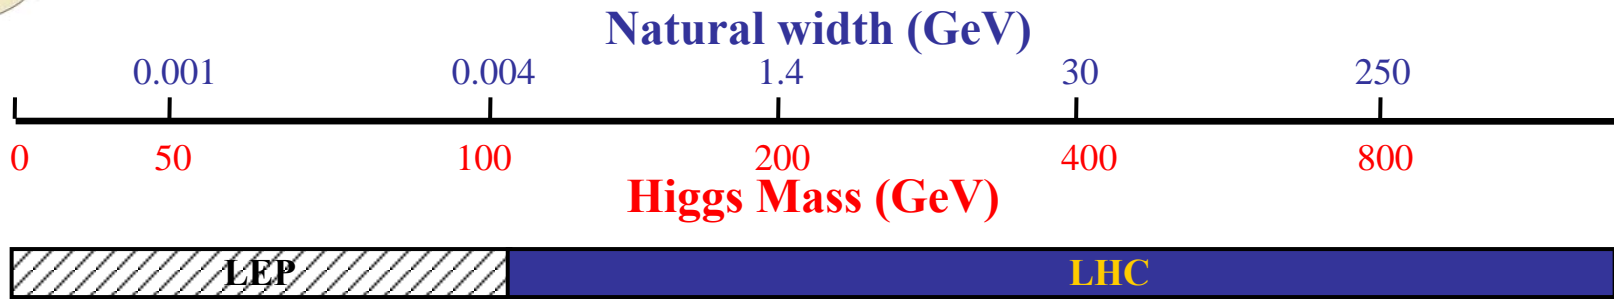 Natural width (GeV)
0.001 0.004 1.4 30 250
0 50 100 200 400 800
Higgs Mass (GeV)
LEP LHC